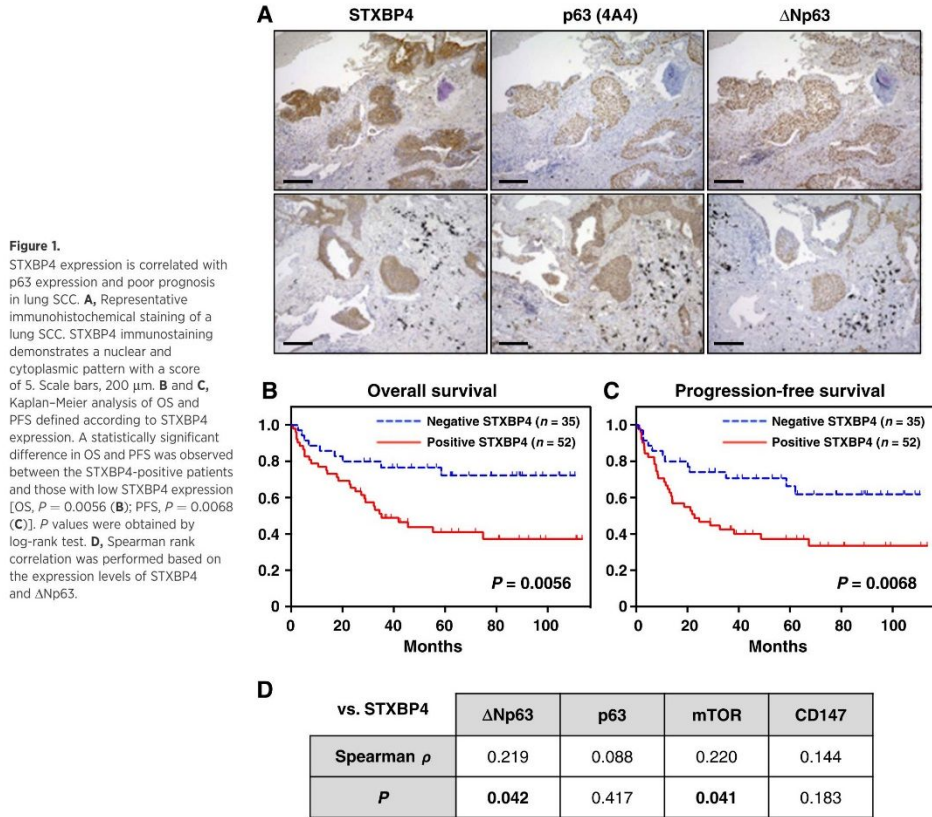 Figure 1.
STXBP4 expression is correlated with
p63 expression and poor prognosis
in lung SCC. A, Representative
immunohistochemical staining of a
lung SCC. STXBP4 immunostaining
demonstrates a nuclear and
cytoplasmic pattern with a score
of 5. Scale bars, 200 μm. B and C,
Kaplan–Meier analysis of OS and
PFS defined according to STXBP4
expression. A statistically significant
difference in OS and PFS was observed
between the STXBP4-positive patients
and those with low STXBP4 expression
[OS, P = 0.0056 (B); PFS, P = 0.0068
(C)]. P values were obtained by
log-rank test. D, Spearman rank
correlation was performed based on
the expression levels of STXBP4
and ΔNp63.
A
STXBP4 p63 (4A4) ΔNp63
B
Overall survival
Negative STXBP4 (n = 35)
Positive STXBP4 (n = 52)
1.0
0.8
0.6
0.4
0.2
0
P = 0.0056
0 20 40 60 80 100
Months
C
Progression-free survival
Negative STXBP4 (n = 35)
Positive STXBP4 (n = 52)
1.0
0.8
0.6
0.4
0.2
0
P = 0.0068
0 20 40 60 80 100
Months
D
vs. STXBP4 ΔNp63 p63 mTOR CD147
Spearman ρ 0.219 0.088 0.220 0.144
P 0.042 0.417 0.041 0.183